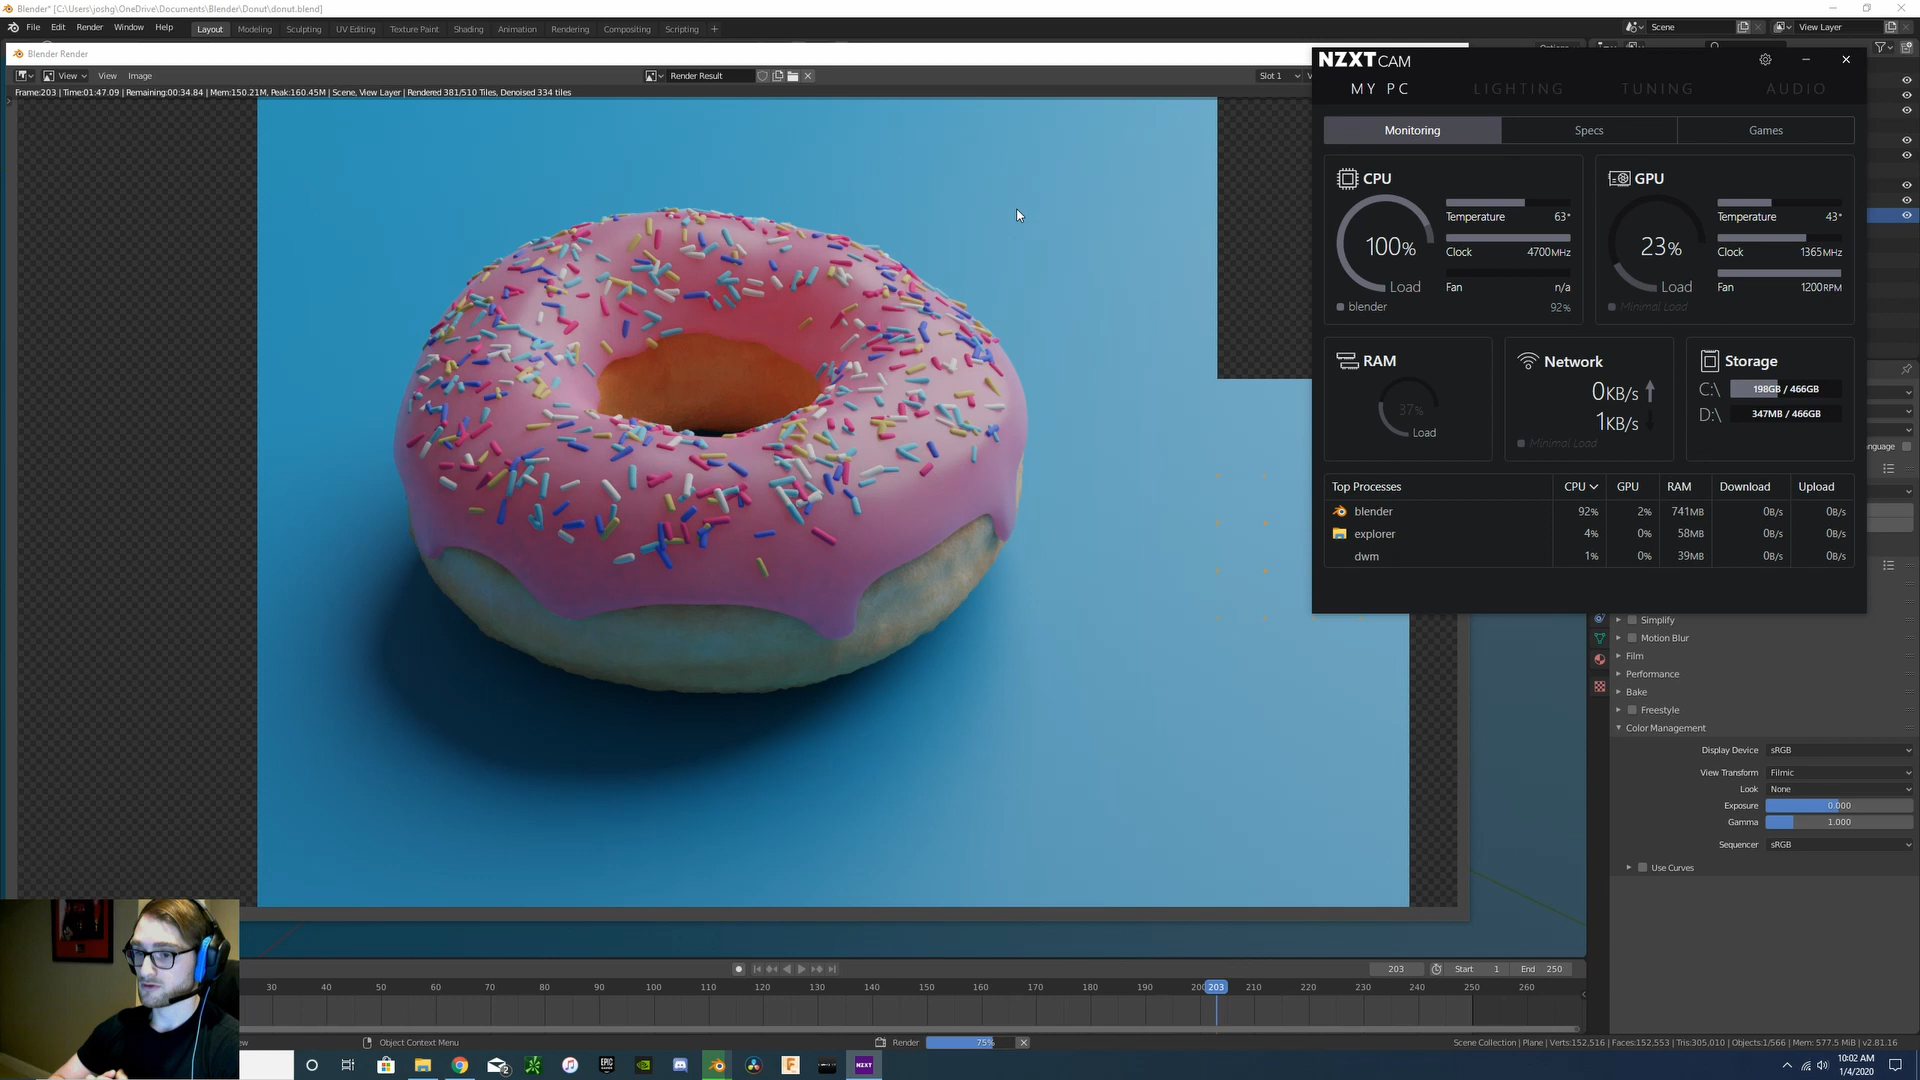 Blender* [C:\Users\joshg\OneDrive\Documents\Blender\Donut\donut.blend]
File Edit Render Window Help Layout Modeling Sculpting UV Editing Texture Paint Shading Animation Rendering Compositing Scripting + Scene View Layer
Blender Render
View View Image Render Result Slot 1
Frame:203 | Time:01:47.09 | Remaining:00:34.84 | Mem:150.21M, Peak:160.45M | Scene, View Layer | Rendered 381/510 Tiles, Denoised 334 tiles
NZXT CAM
MY PC LIGHTING TUNING AUDIO
Monitoring Specs Games
CPU
100%
Load
Temperature 63°
Clock 4700MHz
Fan n/a
blender 92%
GPU
23%
Load
Temperature 43°
Clock 1365MHz
Fan 1200RPM
Minimal Load
RAM
37%
Load
Network
0KB/s
1KB/s
Minimal Load
Storage
C:\ 198GB / 466GB
D:\ 347MB / 466GB
Top Processes CPU GPU RAM Download Upload
blender 92% 2% 741MB 0B/s 0B/s
explorer 4% 0% 58MB 0B/s 0B/s
dwm 1% 0% 39MB 0B/s 0B/s
Simplify
Motion Blur
Film
Performance
Bake
Freestyle
Color Management
Display Device sRGB
View Transform Filmic
Look None
Exposure 0.000
Gamma 1.000
Sequencer sRGB
Use Curves
203 Start 1 End 250
30 40 50 60 70 80 90 100 110 120 130 140 150 160 170 180 190 200 203 210 220 230 240 250 260
Object Context Menu Render 75% Scene Collection | Plane | Verts:152,516 | Faces:152,553 | Tris:305,010 | Objects:1/566 | Mem: 577.5 MiB | v2.81.16
2 EPIC GAMES NZXT
10:02 AM
1/4/2020